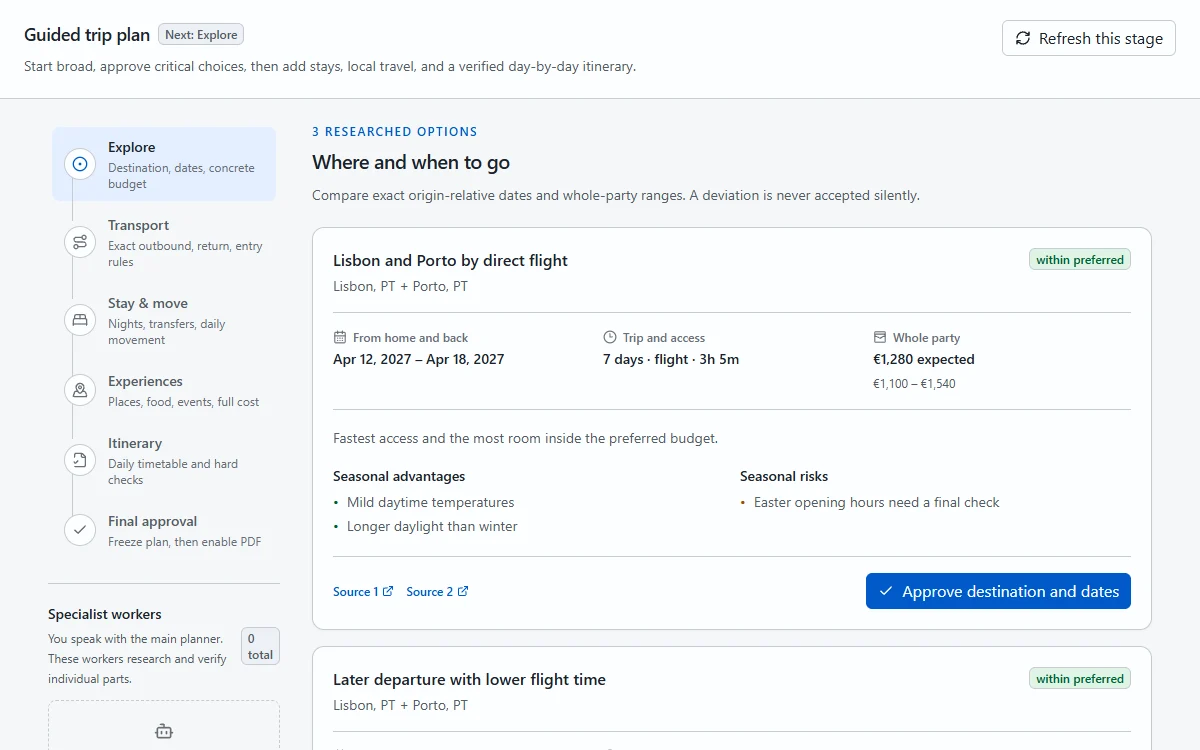 Guided trip plan
Next: Explore
Refresh this stage
Start broad, approve critical choices, then add stays, local travel, and a verified day-by-day itinerary.
Explore
Destination, dates, concrete
budget
Transport
Exact outbound, return, entry
rules
Stay & move
Nights, transfers, daily
movement
Experiences
Places, food, events, full cost
Itinerary
Daily timetable and hard
checks
Final approval
Freeze plan, then enable PDF
Specialist workers
You speak with the main planner.
These workers research and verify
individual parts.
0
total
3 RESEARCHED OPTIONS
Where and when to go
Compare exact origin-relative dates and whole-party ranges. A deviation is never accepted silently.
Lisbon and Porto by direct flight
within preferred
Lisbon, PT + Porto, PT
From home and back
Apr 12, 2027 – Apr 18, 2027
Trip and access
7 days · flight · 3h 5m
Whole party
€1,280 expected
€1,100 – €1,540
Fastest access and the most room inside the preferred budget.
Seasonal advantages
• Mild daytime temperatures
• Longer daylight than winter
Seasonal risks
• Easter opening hours need a final check
Source 1
Source 2
Approve destination and dates
Later departure with lower flight time
within preferred
Lisbon, PT + Porto, PT